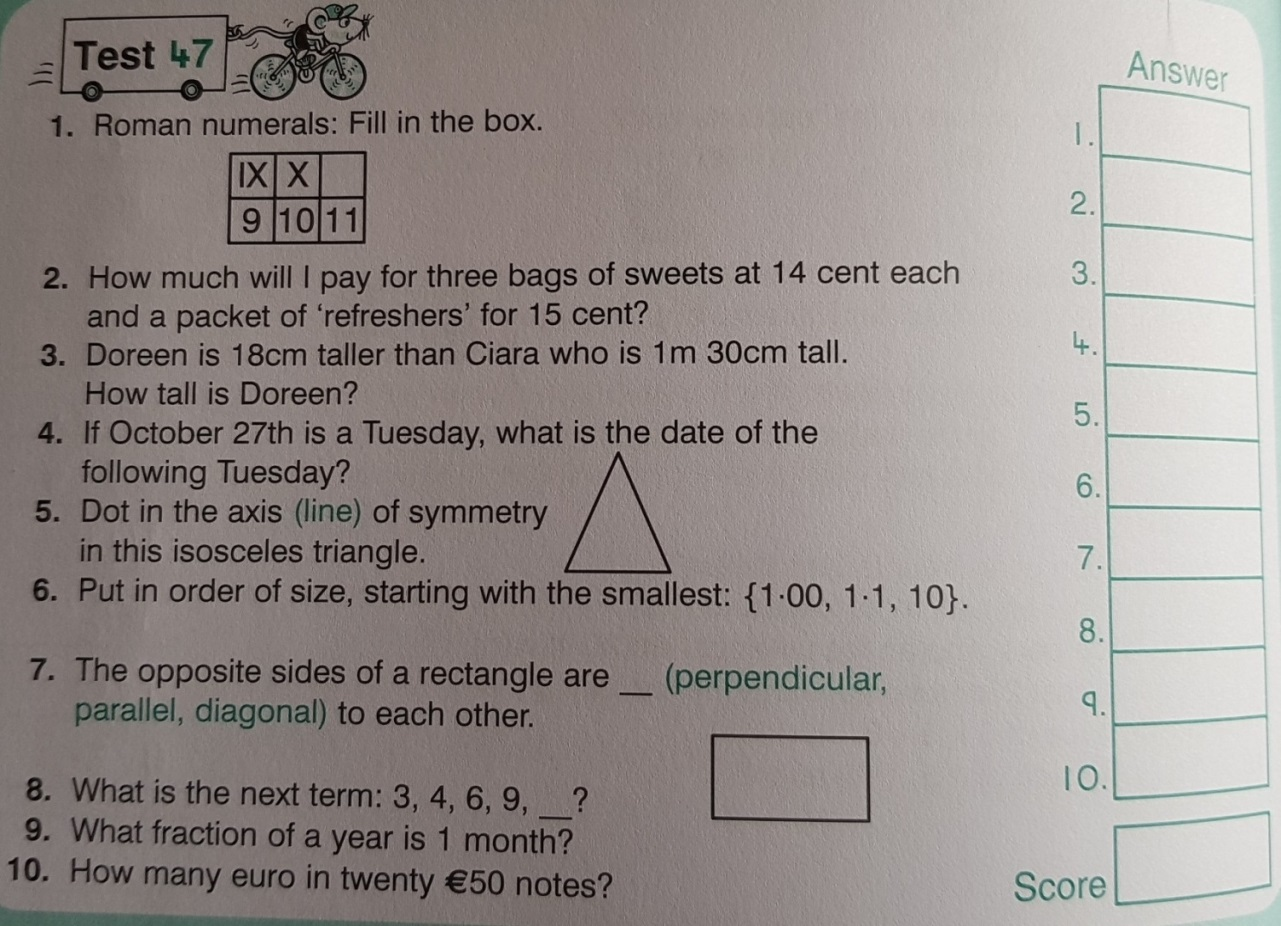 Test 47
Answer
1. Roman numerals: Fill in the box.
IX X
9 10 11
2. How much will I pay for three bags of sweets at 14 cent each
and a packet of ‘refreshers’ for 15 cent?
3. Doreen is 18cm taller than Ciara who is 1m 30cm tall.
How tall is Doreen?
4. If October 27th is a Tuesday, what is the date of the
following Tuesday?
5. Dot in the axis (line) of symmetry
in this isosceles triangle.
6. Put in order of size, starting with the smallest: {1·00, 1·1, 10}.
7. The opposite sides of a rectangle are __ (perpendicular,
parallel, diagonal) to each other.
8. What is the next term: 3, 4, 6, 9, __?
9. What fraction of a year is 1 month?
10. How many euro in twenty €50 notes?
1.
2.
3.
4.
5.
6.
7.
8.
9.
10.
Score